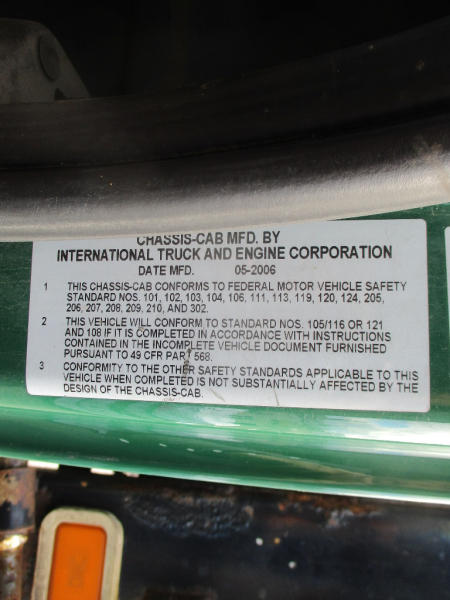 CHASSIS-CAB MFD. BY
INTERNATIONAL TRUCK AND ENGINE CORPORATION
DATE MFD. 05-2006
1 THIS CHASSIS-CAB CONFORMS TO FEDERAL MOTOR VEHICLE SAFETY
STANDARD NOS. 101, 102, 103, 104, 106, 111, 113, 119, 120, 124, 205,
206, 207, 208, 209, 210, AND 302.
2 THIS VEHICLE WILL CONFORM TO STANDARD NOS. 105/116 OR 121
AND 108 IF IT IS COMPLETED IN ACCORDANCE WITH INSTRUCTIONS
CONTAINED IN THE INCOMPLETE VEHICLE DOCUMENT FURNISHED
PURSUANT TO 49 CFR PART 568.
3 CONFORMITY TO THE OTHER SAFETY STANDARDS APPLICABLE TO THIS
VEHICLE WHEN COMPLETED IS NOT SUBSTANTIALLY AFFECTED BY THE
DESIGN OF THE CHASSIS-CAB.